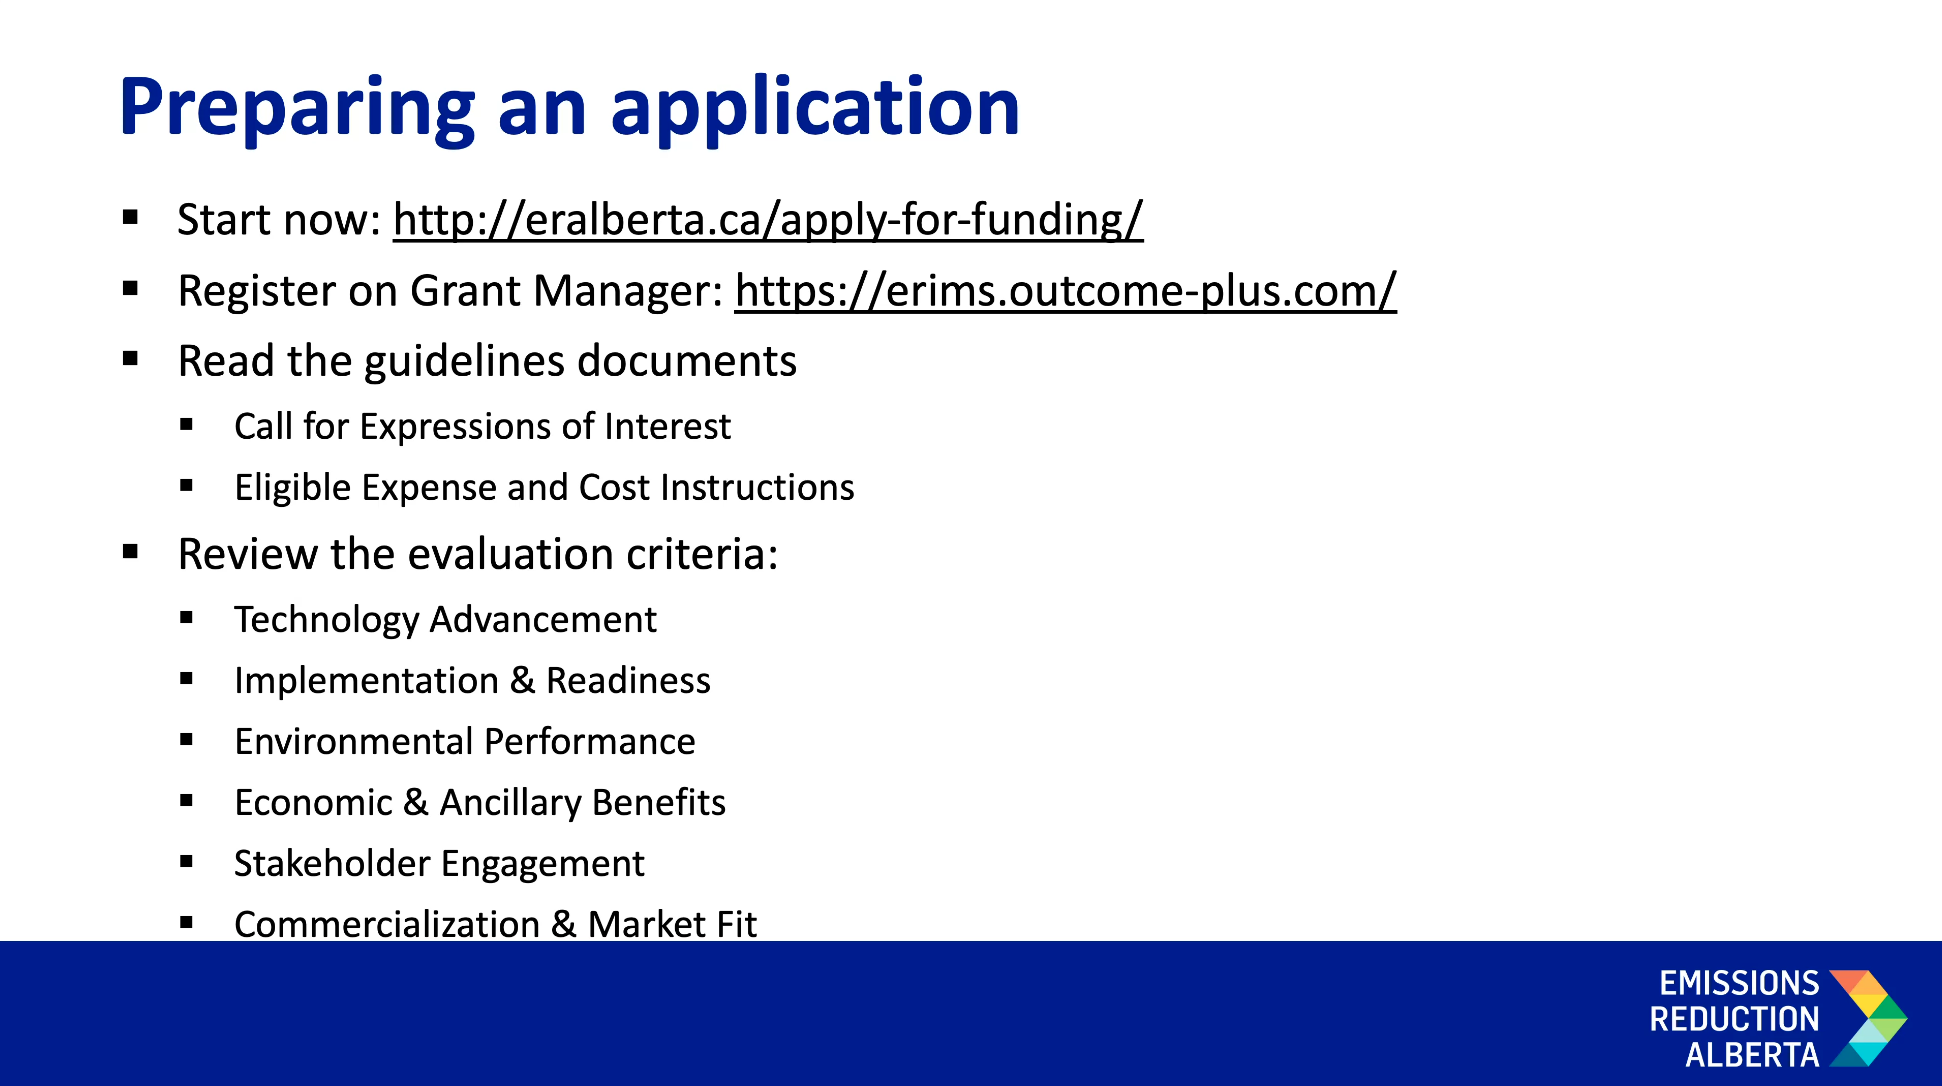 Preparing an application
▪ Start now: http://eralberta.ca/apply-for-funding/
▪ Register on Grant Manager: https://erims.outcome-plus.com/
▪ Read the guidelines documents
▪ Call for Expressions of Interest
▪ Eligible Expense and Cost Instructions
▪ Review the evaluation criteria:
▪ Technology Advancement
▪ Implementation & Readiness
▪ Environmental Performance
▪ Economic & Ancillary Benefits
▪ Stakeholder Engagement
▪ Commercialization & Market Fit
EMISSIONS
REDUCTION
ALBERTA